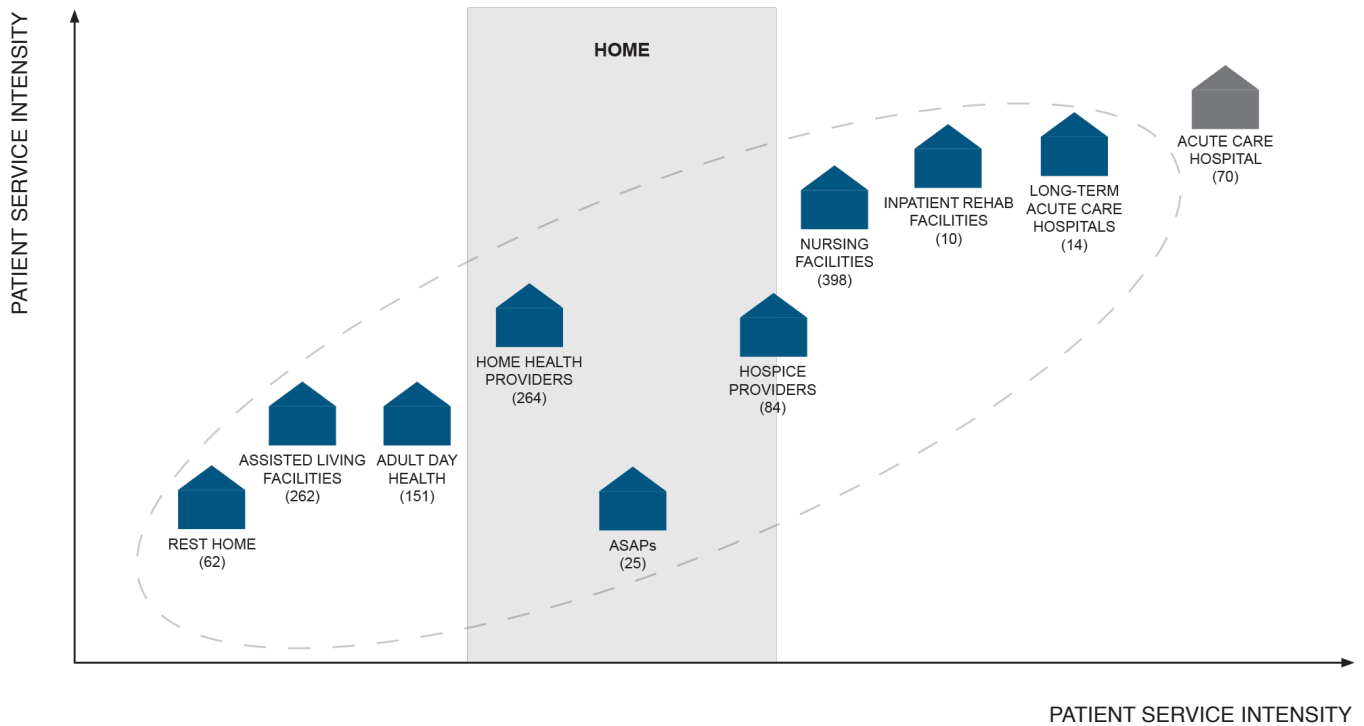 PATIENT SERVICE INTENSITY
HOME
ACUTE CARE
HOSPITAL
(70)
LONG-TERM
ACUTE CARE
HOSPITALS
(14)
INPATIENT REHAB
FACILITIES
(10)
NURSING
FACILITIES
(398)
HOME HEALTH
PROVIDERS
(264)
HOSPICE
PROVIDERS
(84)
ASSISTED LIVING
FACILITIES
(262)
ADULT DAY
HEALTH
(151)
REST HOME
(62)
ASAPs
(25)
PATIENT SERVICE INTENSITY